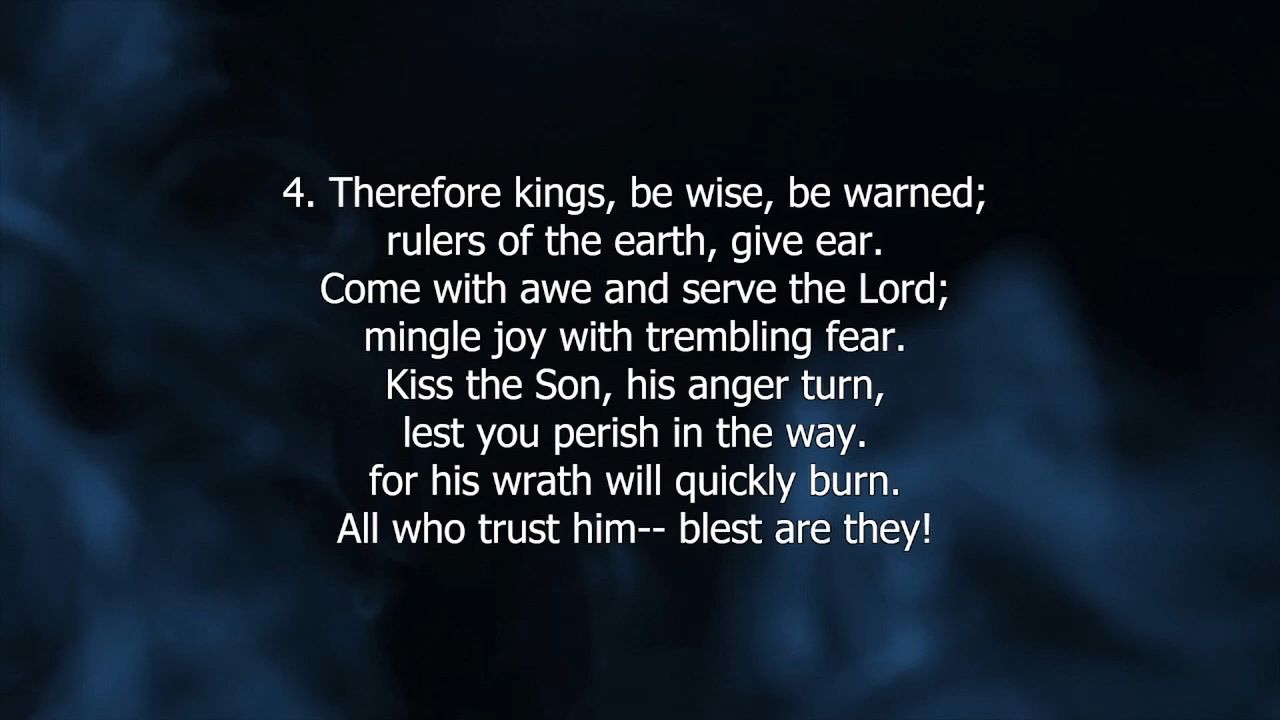 4. Therefore kings, be wise, be warned;
rulers of the earth, give ear.
Come with awe and serve the Lord;
mingle joy with trembling fear.
Kiss the Son, his anger turn,
lest you perish in the way.
for his wrath will quickly burn.
All who trust him-- blest are they!